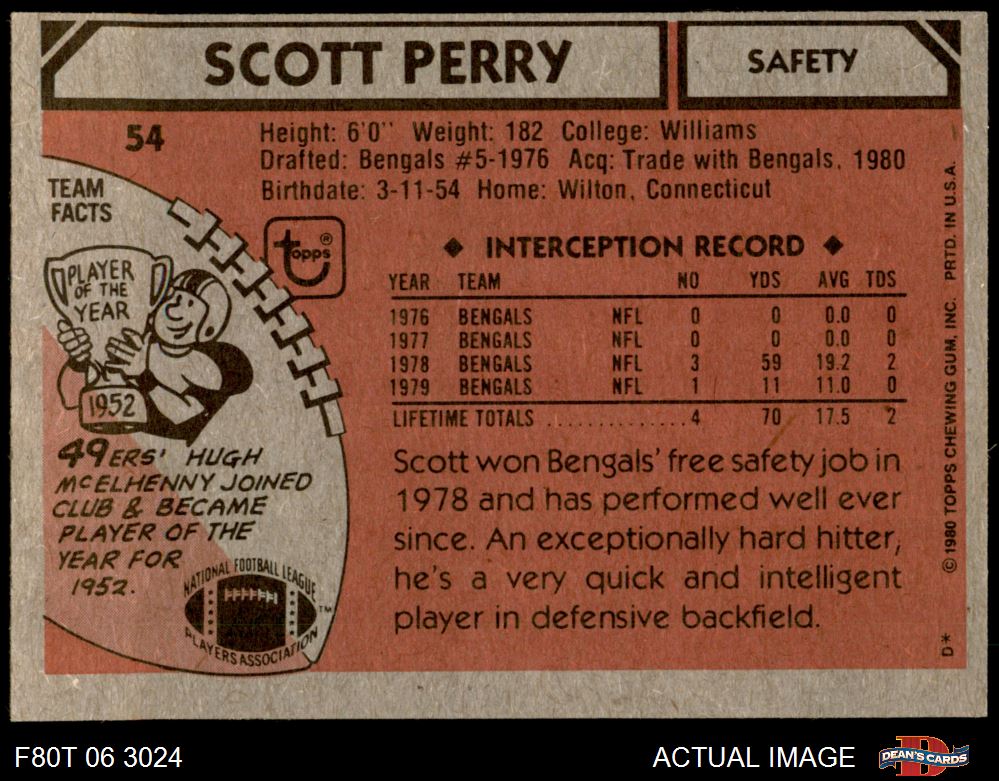 SCOTT PERRY
SAFETY
54
Height: 6'0" Weight: 182 College: Williams
Drafted: Bengals #5-1976 Acq: Trade with Bengals, 1980
Birthdate: 3-11-54 Home: Wilton, Connecticut
TEAM
FACTS
PLAYER
OF THE
YEAR
1952
topps®
◆ INTERCEPTION RECORD ◆
YEAR TEAM NO YDS AVG TDS
1976 BENGALS NFL 0 0 0.0 0
1977 BENGALS NFL 0 0 0.0 0
1978 BENGALS NFL 3 59 19.2 2
1979 BENGALS NFL 1 11 11.0 0
LIFETIME TOTALS .............. 4 70 17.5 2
49ERS' HUGH
McELHENNY JOINED
CLUB & BECAME
PLAYER OF THE
YEAR FOR
1952.
NATIONAL FOOTBALL LEAGUE
PLAYERS ASSOCIATION
TM
Scott won Bengals' free safety job in
1978 and has performed well ever
since. An exceptionally hard hitter,
he's a very quick and intelligent
player in defensive backfield.
D* © 1980 TOPPS CHEWING GUM, INC. PRTD. IN U.S.A.
F80T 06 3024
ACTUAL IMAGE
DEAN'S CARDS